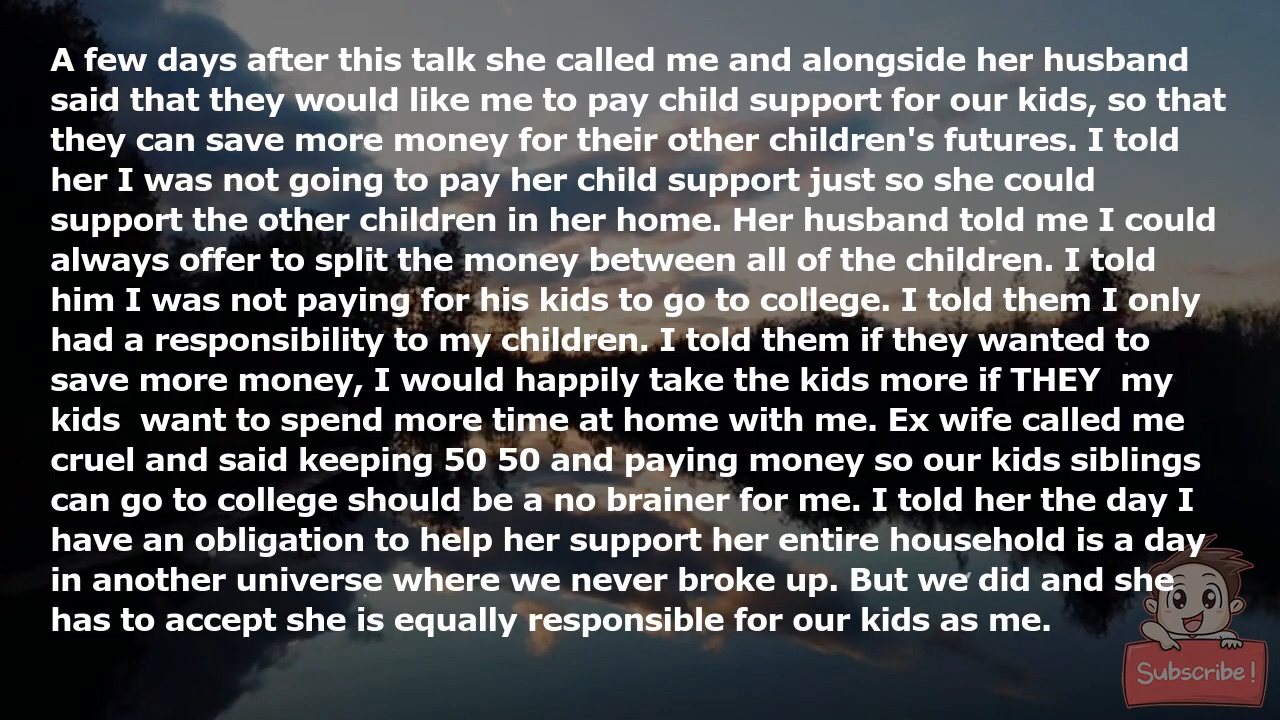 A few days after this talk she called me and alongside her husband
said that they would like me to pay child support for our kids, so that
they can save more money for their other children's futures. I told
her I was not going to pay her child support just so she could
support the other children in her home. Her husband told me I could
always offer to split the money between all of the children. I told
him I was not paying for his kids to go to college. I told them I only
had a responsibility to my children. I told them if they wanted to
save more money, I would happily take the kids more if THEY  my
kids  want to spend more time at home with me. Ex wife called me
cruel and said keeping 50 50 and paying money so our kids siblings
can go to college should be a no brainer for me. I told her the day I
have an obligation to help her support her entire household is a day
in another universe where we never broke up. But we did and she
has to accept she is equally responsible for our kids as me.
Subscribe!